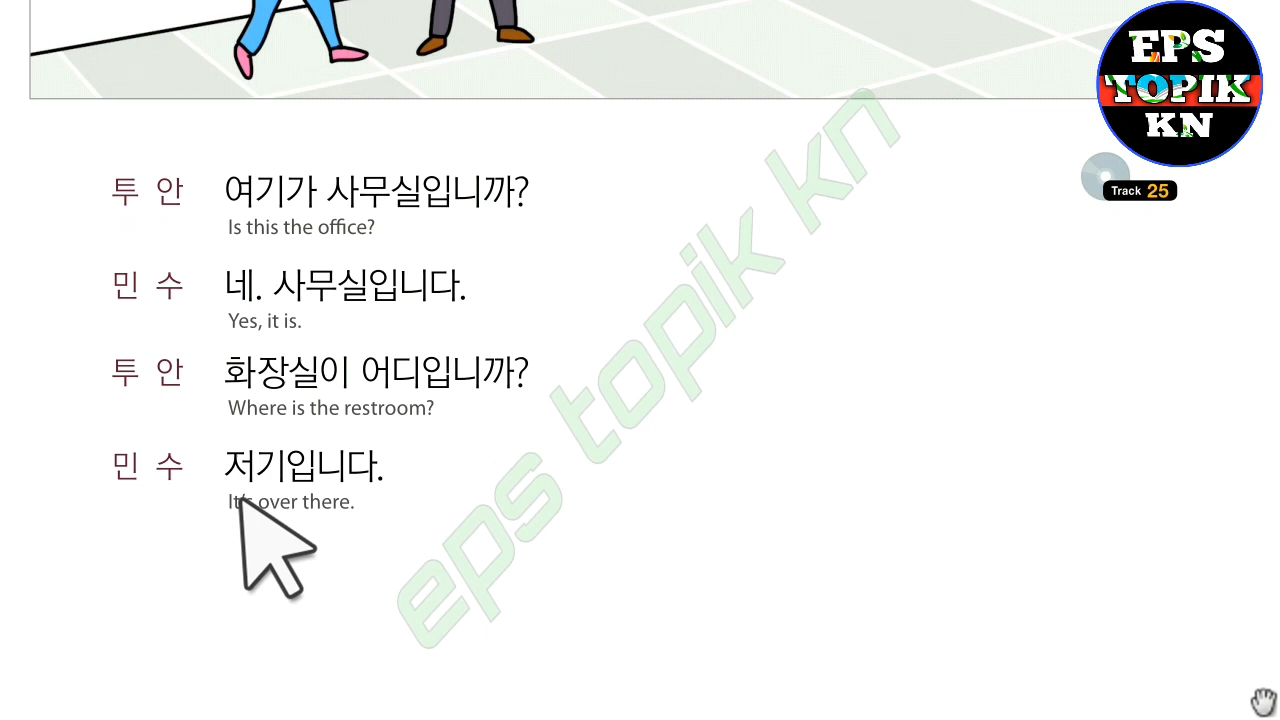 EPS
TOPIK
KN
Track 25
투 안 여기가 사무실입니까?
Is this the office?
민 수 네. 사무실입니다.
Yes, it is.
투 안 화장실이 어디입니까?
Where is the restroom?
민 수 저기입니다.
It's over there.
eps topik kn